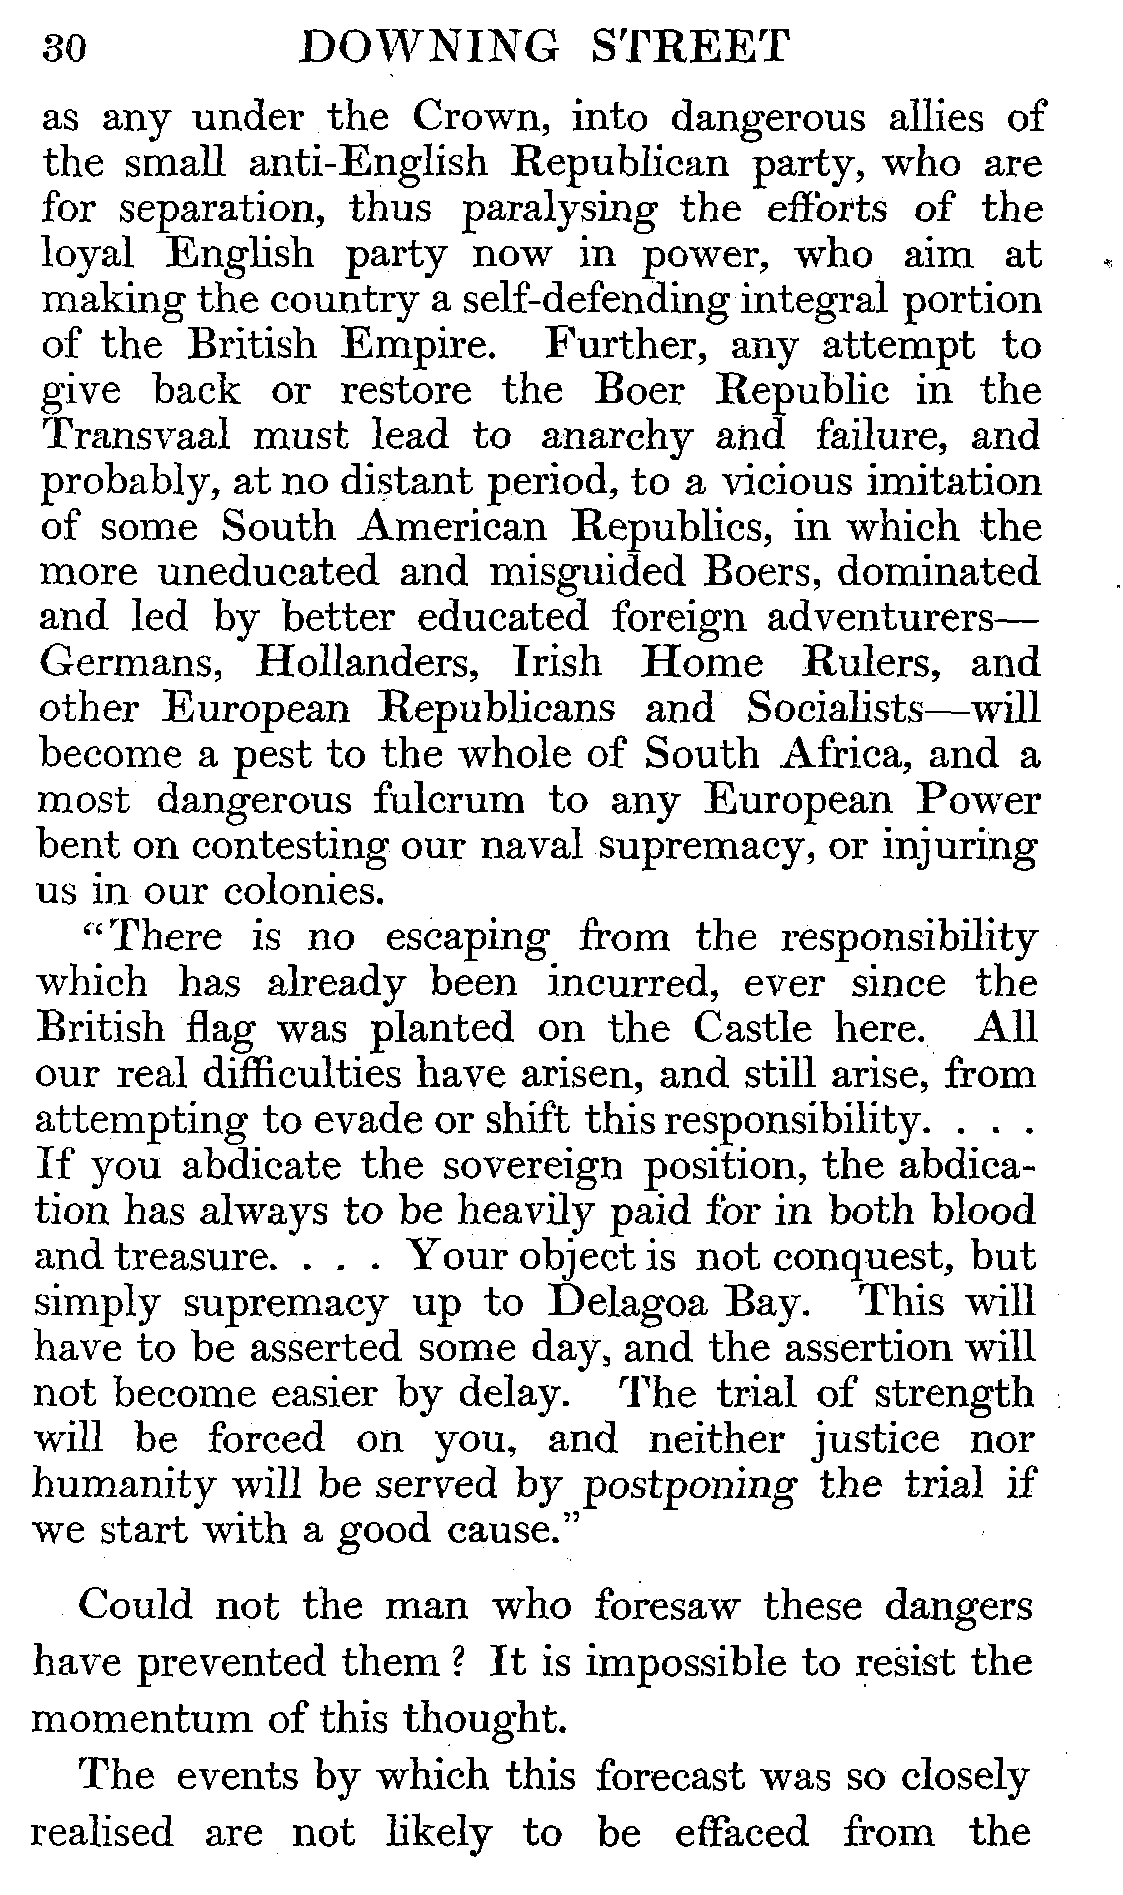 30 DOWNING STREET
as any under the Crown, into dangerous allies of
the small anti-English Republican party, who are
for separation, thus paralysing the efforts of the
loyal English party now in power, who aim at
making the country a self-defending integral portion
of the British Empire. Further, any attempt to
give back or restore the Boer Republic in the
Transvaal must lead to anarchy and failure, and
probably, at no distant period, to a vicious imitation
of some South American Republics, in which the
more uneducated and misguided Boers, dominated
and led by better educated foreign adventurers—
Germans, Hollanders, Irish Home Rulers, and
other European Republicans and Socialists—will
become a pest to the whole of South Africa, and a
most dangerous fulcrum to any European Power
bent on contesting our naval supremacy, or injuring
us in our colonies.
“There is no escaping from the responsibility
which has already been incurred, ever since the
British flag was planted on the Castle here. All
our real difficulties have arisen, and still arise, from
attempting to evade or shift this responsibility. . . .
If you abdicate the sovereign position, the abdica-
tion has always to be heavily paid for in both blood
and treasure. . . . Your object is not conquest, but
simply supremacy up to Delagoa Bay. This will
have to be asserted some day, and the assertion will
not become easier by delay. The trial of strength
will be forced on you, and neither justice nor
humanity will be served by postponing the trial if
we start with a good cause.”
Could not the man who foresaw these dangers
have prevented them? It is impossible to resist the
momentum of this thought.
The events by which this forecast was so closely
realised are not likely to be effaced from the